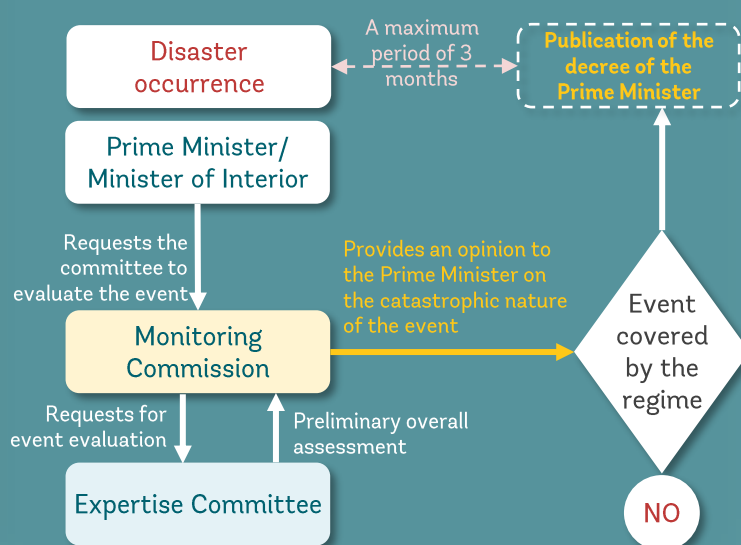 Disaster
occurrence
A maximum
period of 3
months
Publication of the
decree of the
Prime Minister
Prime Minister/
Minister of Interior
Requests the
committee to
evaluate the event
Provides an opinion to
the Prime Minister on
the catastrophic nature
of the event
Monitoring
Commission
Event
covered
by the
regime
Requests for
event evaluation
Preliminary overall
assessment
Expertise Committee
NO